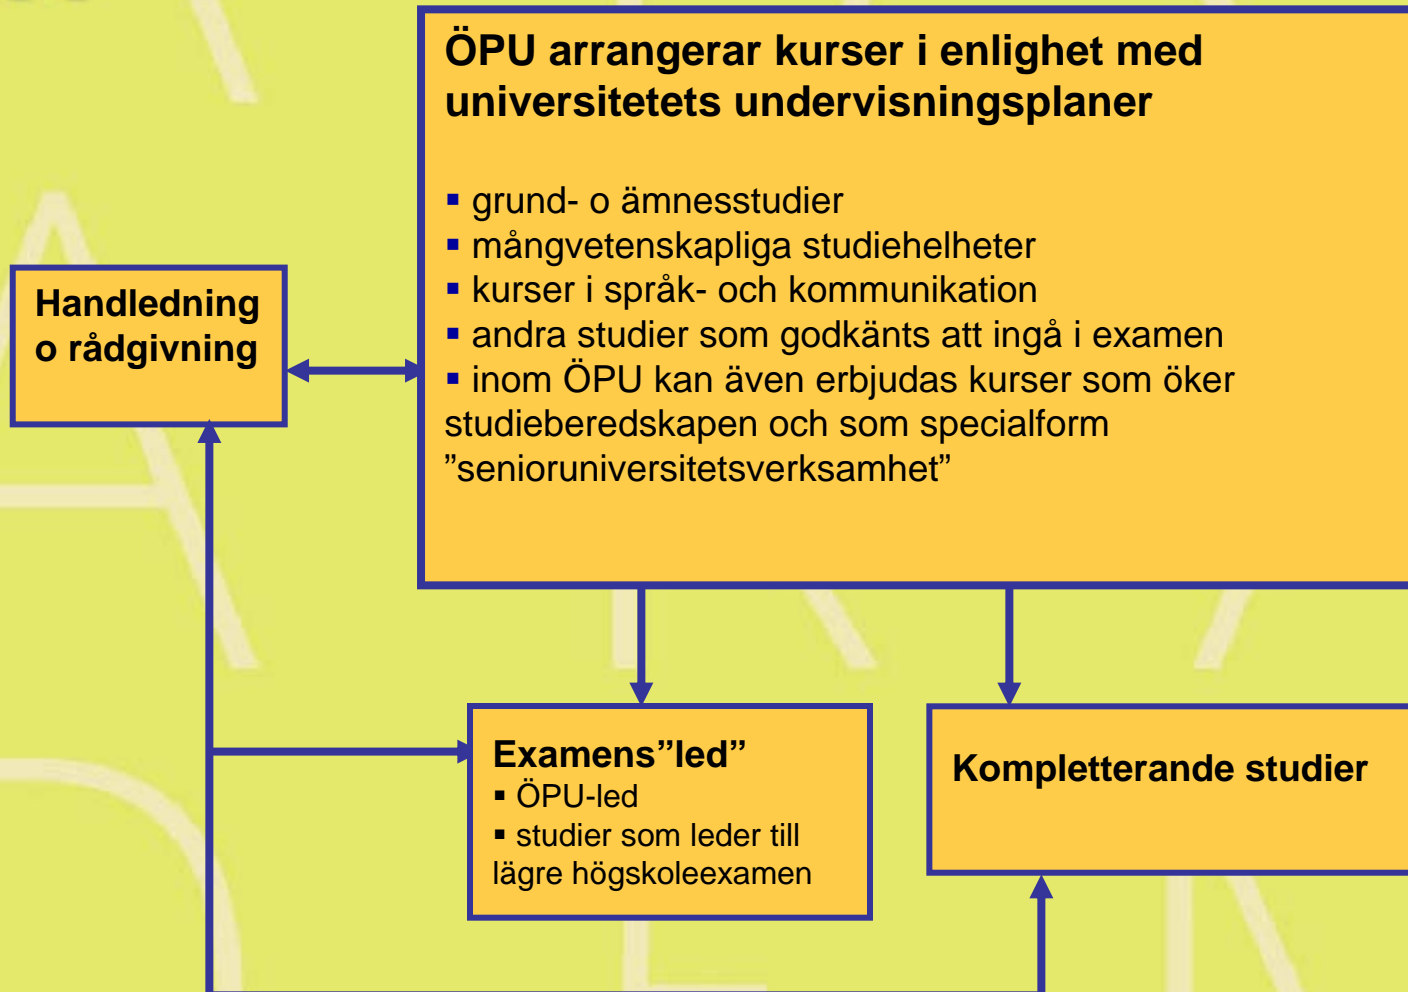 ÖPU arrangerar kurser i enlighet med
universitetets undervisningsplaner
▪ grund- o ämnesstudier
▪ mångvetenskapliga studiehelheter
▪ kurser i språk- och kommunikation
▪ andra studier som godkänts att ingå i examen
▪ inom ÖPU kan även erbjudas kurser som öker
studieberedskapen och som specialform
”senioruniversitetsverksamhet”
Handledning
o rådgivning
Examens”led”
▪ ÖPU-led
▪ studier som leder till
lägre högskoleexamen
Kompletterande studier